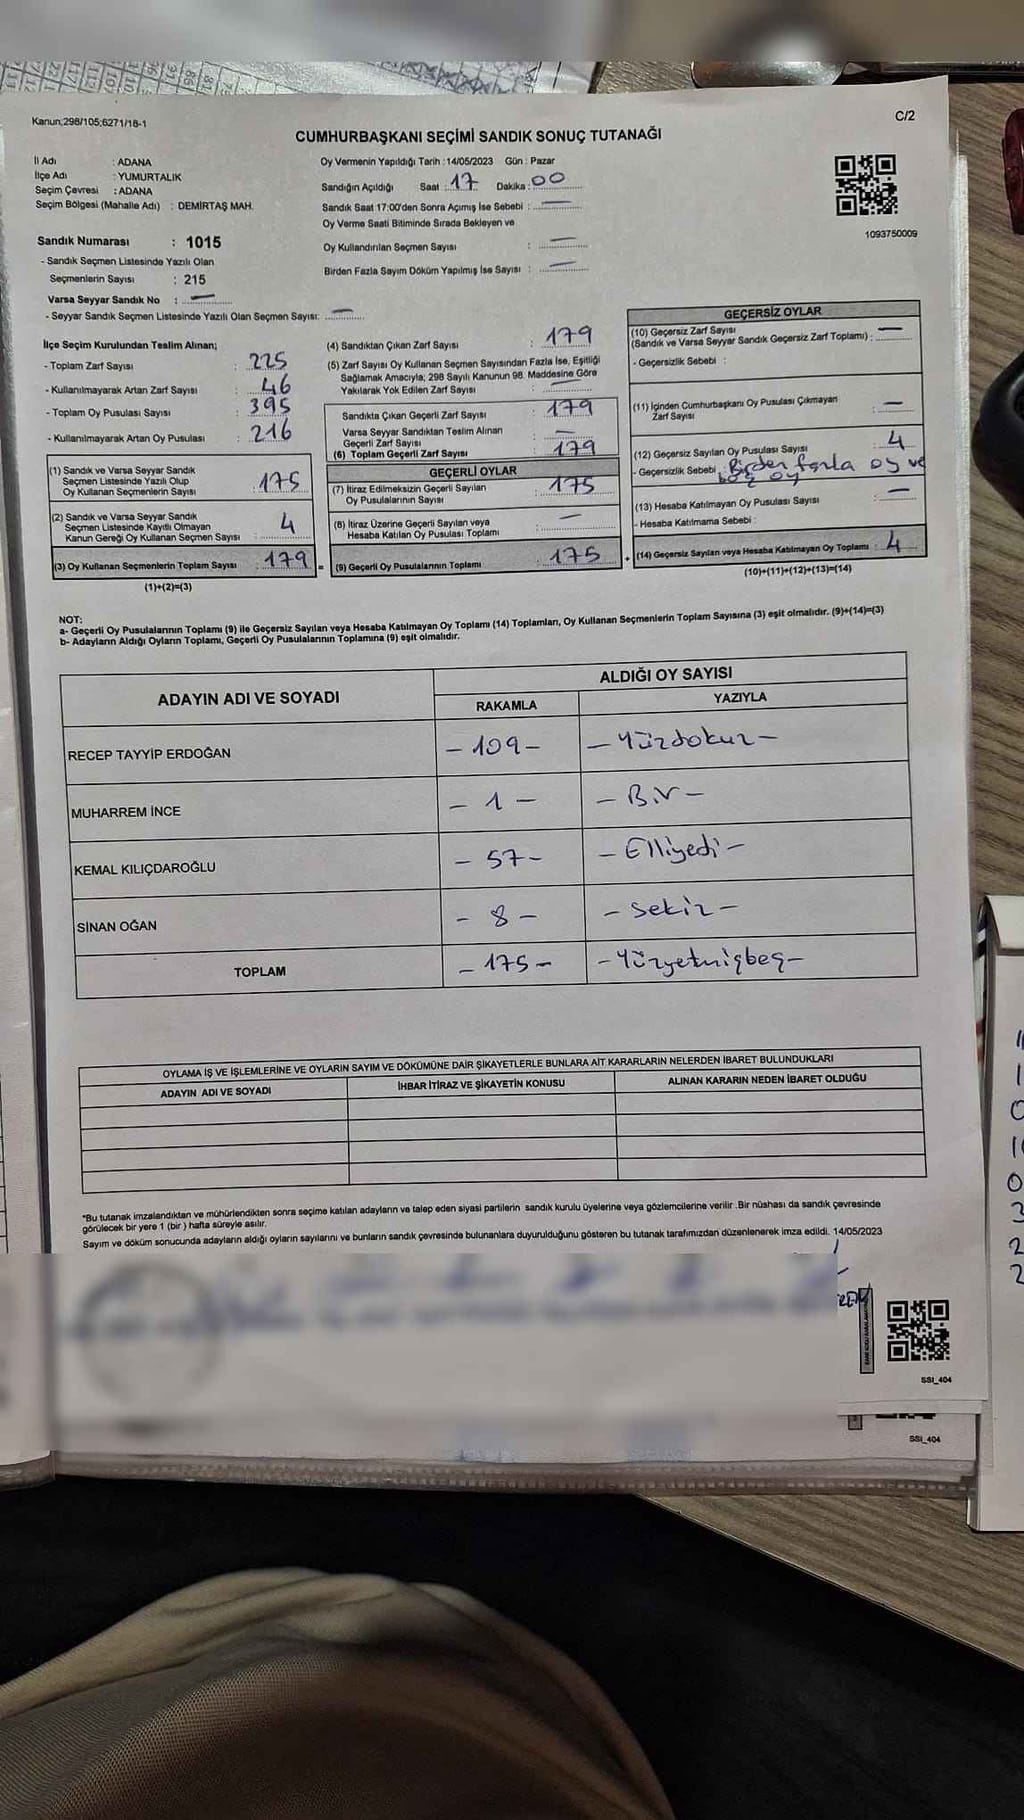 Kanun;298/105;6271/18-1
C/2
CUMHURBAŞKANI SEÇİMİ SANDIK SONUÇ TUTANAĞI
İl Adı : ADANA
İlçe Adı : YUMURTALIK
Seçim Çevresi : ADANA
Seçim Bölgesi (Mahalle Adı) : DEMİRTAŞ MAH.
Sandık Numarası : 1015
- Sandık Seçmen Listesinde Yazılı Olan
Seçmenlerin Sayısı : 215
Varsa Seyyar Sandık No : —
- Seyyar Sandık Seçmen Listesinde Yazılı Olan Seçmen Sayısı: —
Oy Vermenin Yapıldığı Tarih : 14/05/2023 Gün : Pazar
Sandığın Açıldığı Saat : 17 Dakika : 00
Sandık Saat 17:00'den Sonra Açımış İse Sebebi : —
Oy Verme Saati Bitiminde Sırada Bekleyen ve
Oy Kullandırılan Seçmen Sayısı : —
Birden Fazla Sayım Döküm Yapılmış İse Sayısı : —
1093750009
İlçe Seçim Kurulundan Teslim Alınan;
- Toplam Zarf Sayısı : 225
- Kullanılmayarak Artan Zarf Sayısı : 46
- Toplam Oy Pusulası Sayısı : 395
- Kullanılmayarak Artan Oy Pusulası : 216
(1) Sandık ve Varsa Seyyar Sandık
Seçmen Listesinde Yazılı Olup
Oy Kullanan Seçmenlerin Sayısı : 175
(2) Sandık ve Varsa Seyyar Sandık
Seçmen Listesinde Kayıtlı Olmayan
Kanun Gereği Oy Kullanan Seçmen Sayısı : 4
(3) Oy Kullanan Seçmenlerin Toplam Sayısı : 179
(1)+(2)=(3)
=
(4) Sandıktan Çıkan Zarf Sayısı : 179
(5) Zarf Sayısı Oy Kullanan Seçmen Sayısından Fazla İse, Eşitliği
Sağlamak Amacıyla; 298 Sayılı Kanunun 98. Maddesine Göre
Yakılarak Yok Edilen Zarf Sayısı : —
Sandıkta Çıkan Geçerli Zarf Sayısı : 179
Varsa Seyyar Sandıktan Teslim Alınan
Geçerli Zarf Sayısı : —
(6) Toplam Geçerli Zarf Sayısı : 179
GEÇERLİ OYLAR
(7) İtiraz Edilmeksizin Geçerli Sayılan
Oy Pusulalarının Sayısı : 175
(8) İtiraz Üzerine Geçerli Sayılan veya
Hesaba Katılan Oy Pusulası Toplamı : —
(9) Geçerli Oy Pusulalarının Toplamı : 175
+
GEÇERSİZ OYLAR
(10) Geçersiz Zarf Sayısı
(Sandık ve Varsa Seyyar Sandık Geçersiz Zarf Toplamı) : —
- Geçersizlik Sebebi :
(11) İçinden Cumhurbaşkanı Oy Pusulası Çıkmayan
Zarf Sayısı : —
(12) Geçersiz Sayılan Oy Pusulası Sayısı : 4
- Geçersizlik Sebebi : Birden fazla oy ve
boş oy
(13) Hesaba Katılmayan Oy Pusulası Sayısı : —
- Hesaba Katılmama Sebebi :
(14) Geçersiz Sayılan veya Hesaba Katılmayan Oy Toplamı : 4
(10)+(11)+(12)+(13)=(14)
NOT:
a- Geçerli Oy Pusulalarının Toplamı (9) ile Geçersiz Sayılan veya Hesaba Katılmayan Oy Toplamı (14) Toplamları, Oy Kullanan Seçmenlerin Toplam Sayısına (3) eşit olmalıdır. (9)+(14)=(3)
b- Adayların Aldığı Oyların Toplamı, Geçerli Oy Pusulalarının Toplamına (9) eşit olmalıdır.
ADAYIN ADI VE SOYADI
ALDIĞI OY SAYISI
RAKAMLA YAZIYLA
RECEP TAYYİP ERDOĞAN - 109 - - Yüzdokuz -
MUHARREM İNCE - 1 - - Bir -
KEMAL KILIÇDAROĞLU - 57 - - Elliyedi -
SİNAN OĞAN - 8 - - sekiz -
TOPLAM - 175 - - Yüzyetmişbeş -
OYLAMA İŞ VE İŞLEMLERİNE VE OYLARIN SAYIM VE DÖKÜMÜNE DAİR ŞİKAYETLERLE BUNLARA AİT KARARLARIN NELERDEN İBARET BULUNDUKLARI
ADAYIN ADI VE SOYADI İHBAR İTİRAZ VE ŞİKAYETİN KONUSU ALINAN KARARIN NEDEN İBARET OLDUĞU
*Bu tutanak imzalandıktan ve mühürlendikten sonra seçime katılan adayların ve talep eden siyasi partilerin sandık kurulu üyelerine veya gözlemcilerine verilir .Bir nüshası da sandık çevresinde
görülecek bir yere 1 (bir ) hafta süreyle asılır.
Sayım ve döküm sonucunda adayların aldığı oyların sayılarını ve bunların sandık çevresinde bulunanlara duyurulduğunu gösteren bu tutanak tarafımızdan düzenlenerek imza edildi. 14/05/2023
SSI_404
SSI_404